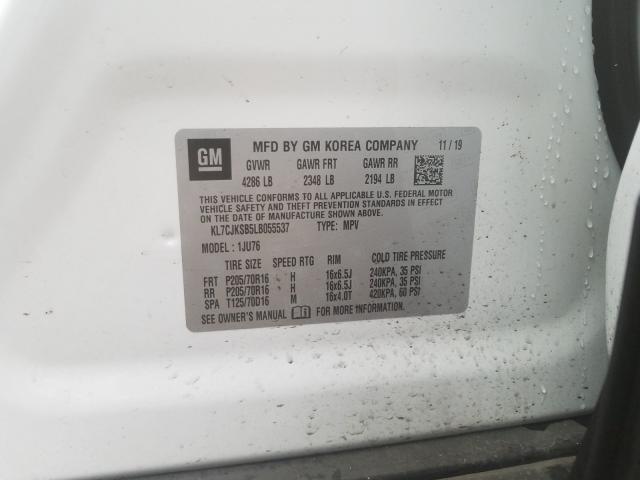 GM
MFD BY GM KOREA COMPANY 11/19
GVWR GAWR FRT GAWR RR
4286 LB 2348 LB 2194 LB
THIS VEHICLE CONFORMS TO ALL APPLICABLE U.S. FEDERAL MOTOR
VEHICLE SAFETY AND THEFT PREVENTION STANDARDS IN EFFECT ON
THE DATE OF MANUFACTURE SHOWN ABOVE.
KL7CJKSB5LB055537 TYPE: MPV
MODEL: 1JU76
TIRE SIZE SPEED RTG RIM COLD TIRE PRESSURE
FRT P205/70R16 H 16x6.5J 240KPA, 35 PSI
RR P205/70R16 H 16x6.5J 240KPA, 35 PSI
SPA T125/70D16 M 16x4.0T 420KPA, 60 PSI
SEE OWNER'S MANUAL FOR MORE INFORMATION.